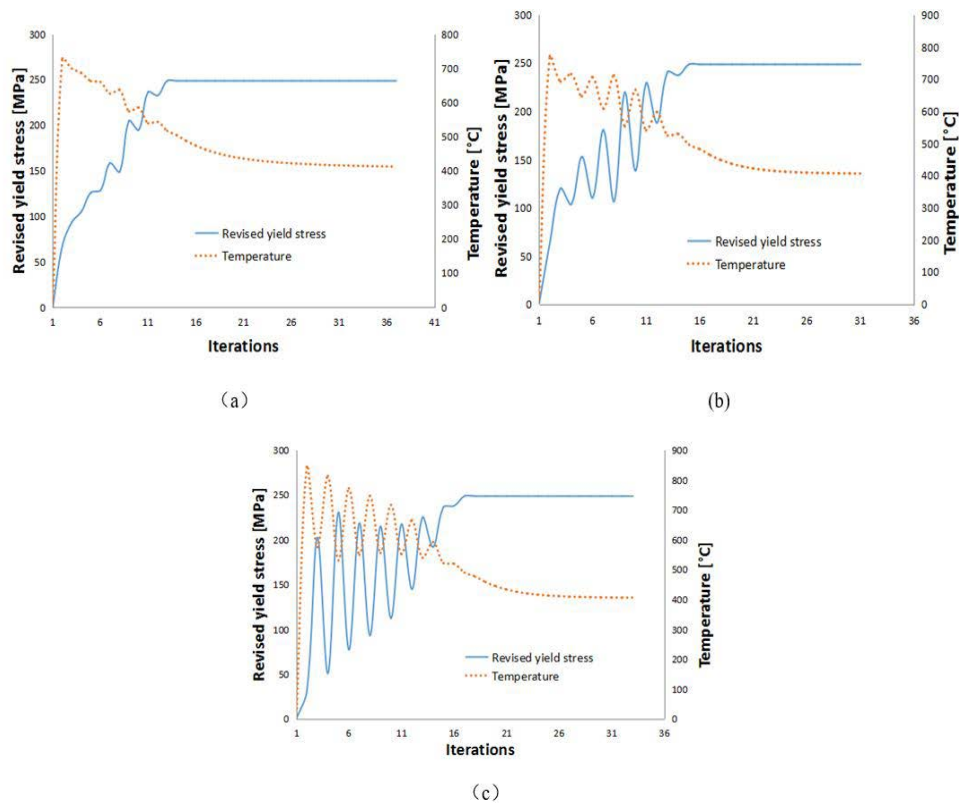 300
250
200
150
100
50
0
800
700
600
500
400
300
200
100
0
1 6 11 16 21 26 31 36 41
Revised yield stress [MPa]
Temperature [°C]
Revised yield stress
Temperature
Iterations
（a）
300
250
200
150
100
50
0
900
800
700
600
500
400
300
200
100
0
1 6 11 16 21 26 31 36
Revised yield stress [MPa]
Temperature [°C]
Revised yield stress
Temperature
Iterations
(b)
300
250
200
150
100
50
0
900
800
700
600
500
400
300
200
100
0
1 6 11 16 21 26 31 36
Revised yield stress [MPa]
Temperature [°C]
Revised yield stress
Temperature
Iterations
（c）